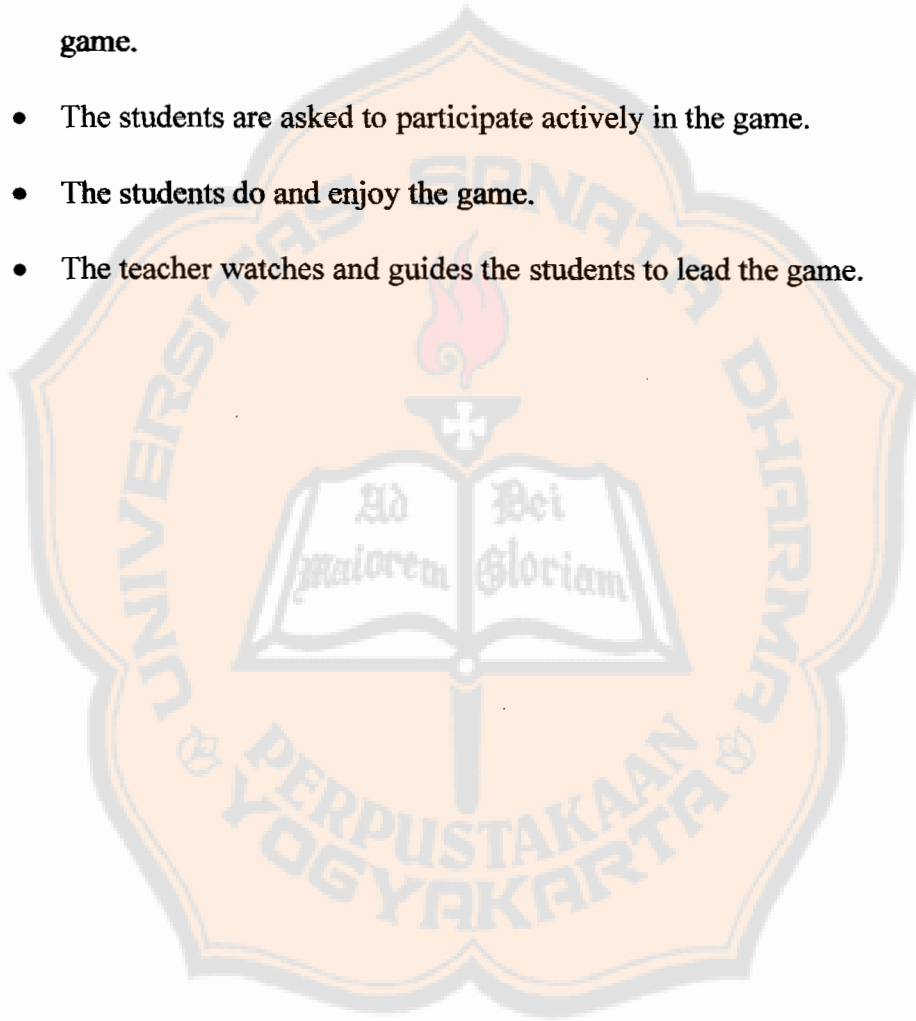 game.
• The students are asked to participate actively in the game.
• The students do and enjoy the game.
• The teacher watches and guides the students to lead the game.
UNIVERSITAS SANATA DHARMA
Ad Dei
Maiorem Gloriam
PERPUSTAKAAN
YOGYAKARTA